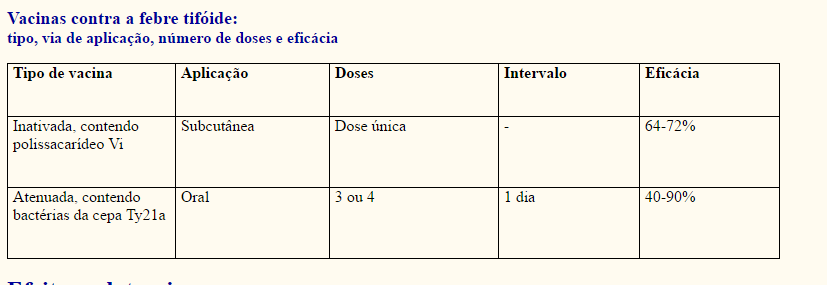 Vacinas contra a febre tifóide:
tipo, via de aplicação, número de doses e eficácia
Tipo de vacina Aplicação Doses Intervalo Eficácia
Inativada, contendo Subcutânea Dose única - 64-72%
polissacarídeo Vi
Atenuada, contendo Oral 3 ou 4 1 dia 40-90%
bactérias da cepa Ty21a